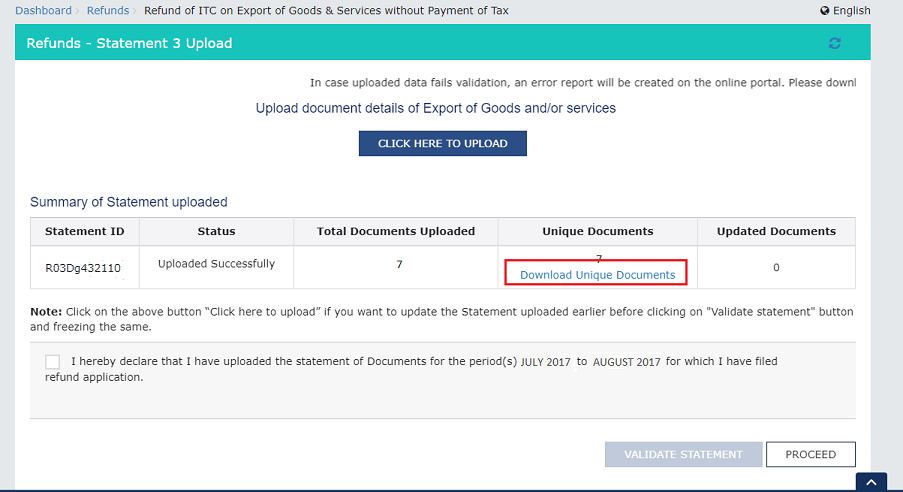 Dashboard > Refunds > Refund of ITC on Export of Goods & Services without Payment of Tax
English
Refunds - Statement 3 Upload
In case uploaded data fails validation, an error report will be created on the online portal. Please downl
Upload document details of Export of Goods and/or services
CLICK HERE TO UPLOAD
Summary of Statement uploaded
Statement ID Status Total Documents Uploaded Unique Documents Updated Documents
R03Dg432110 Uploaded Successfully 7 7 0
Download Unique Documents
Note: Click on the above button “Click here to upload” if you want to update the Statement uploaded earlier before clicking on "Validate statement" button
and freezing the same.
I hereby declare that I have uploaded the statement of Documents for the period(s) JULY 2017 to AUGUST 2017 for which I have filed
refund application.
VALIDATE STATEMENT PROCEED